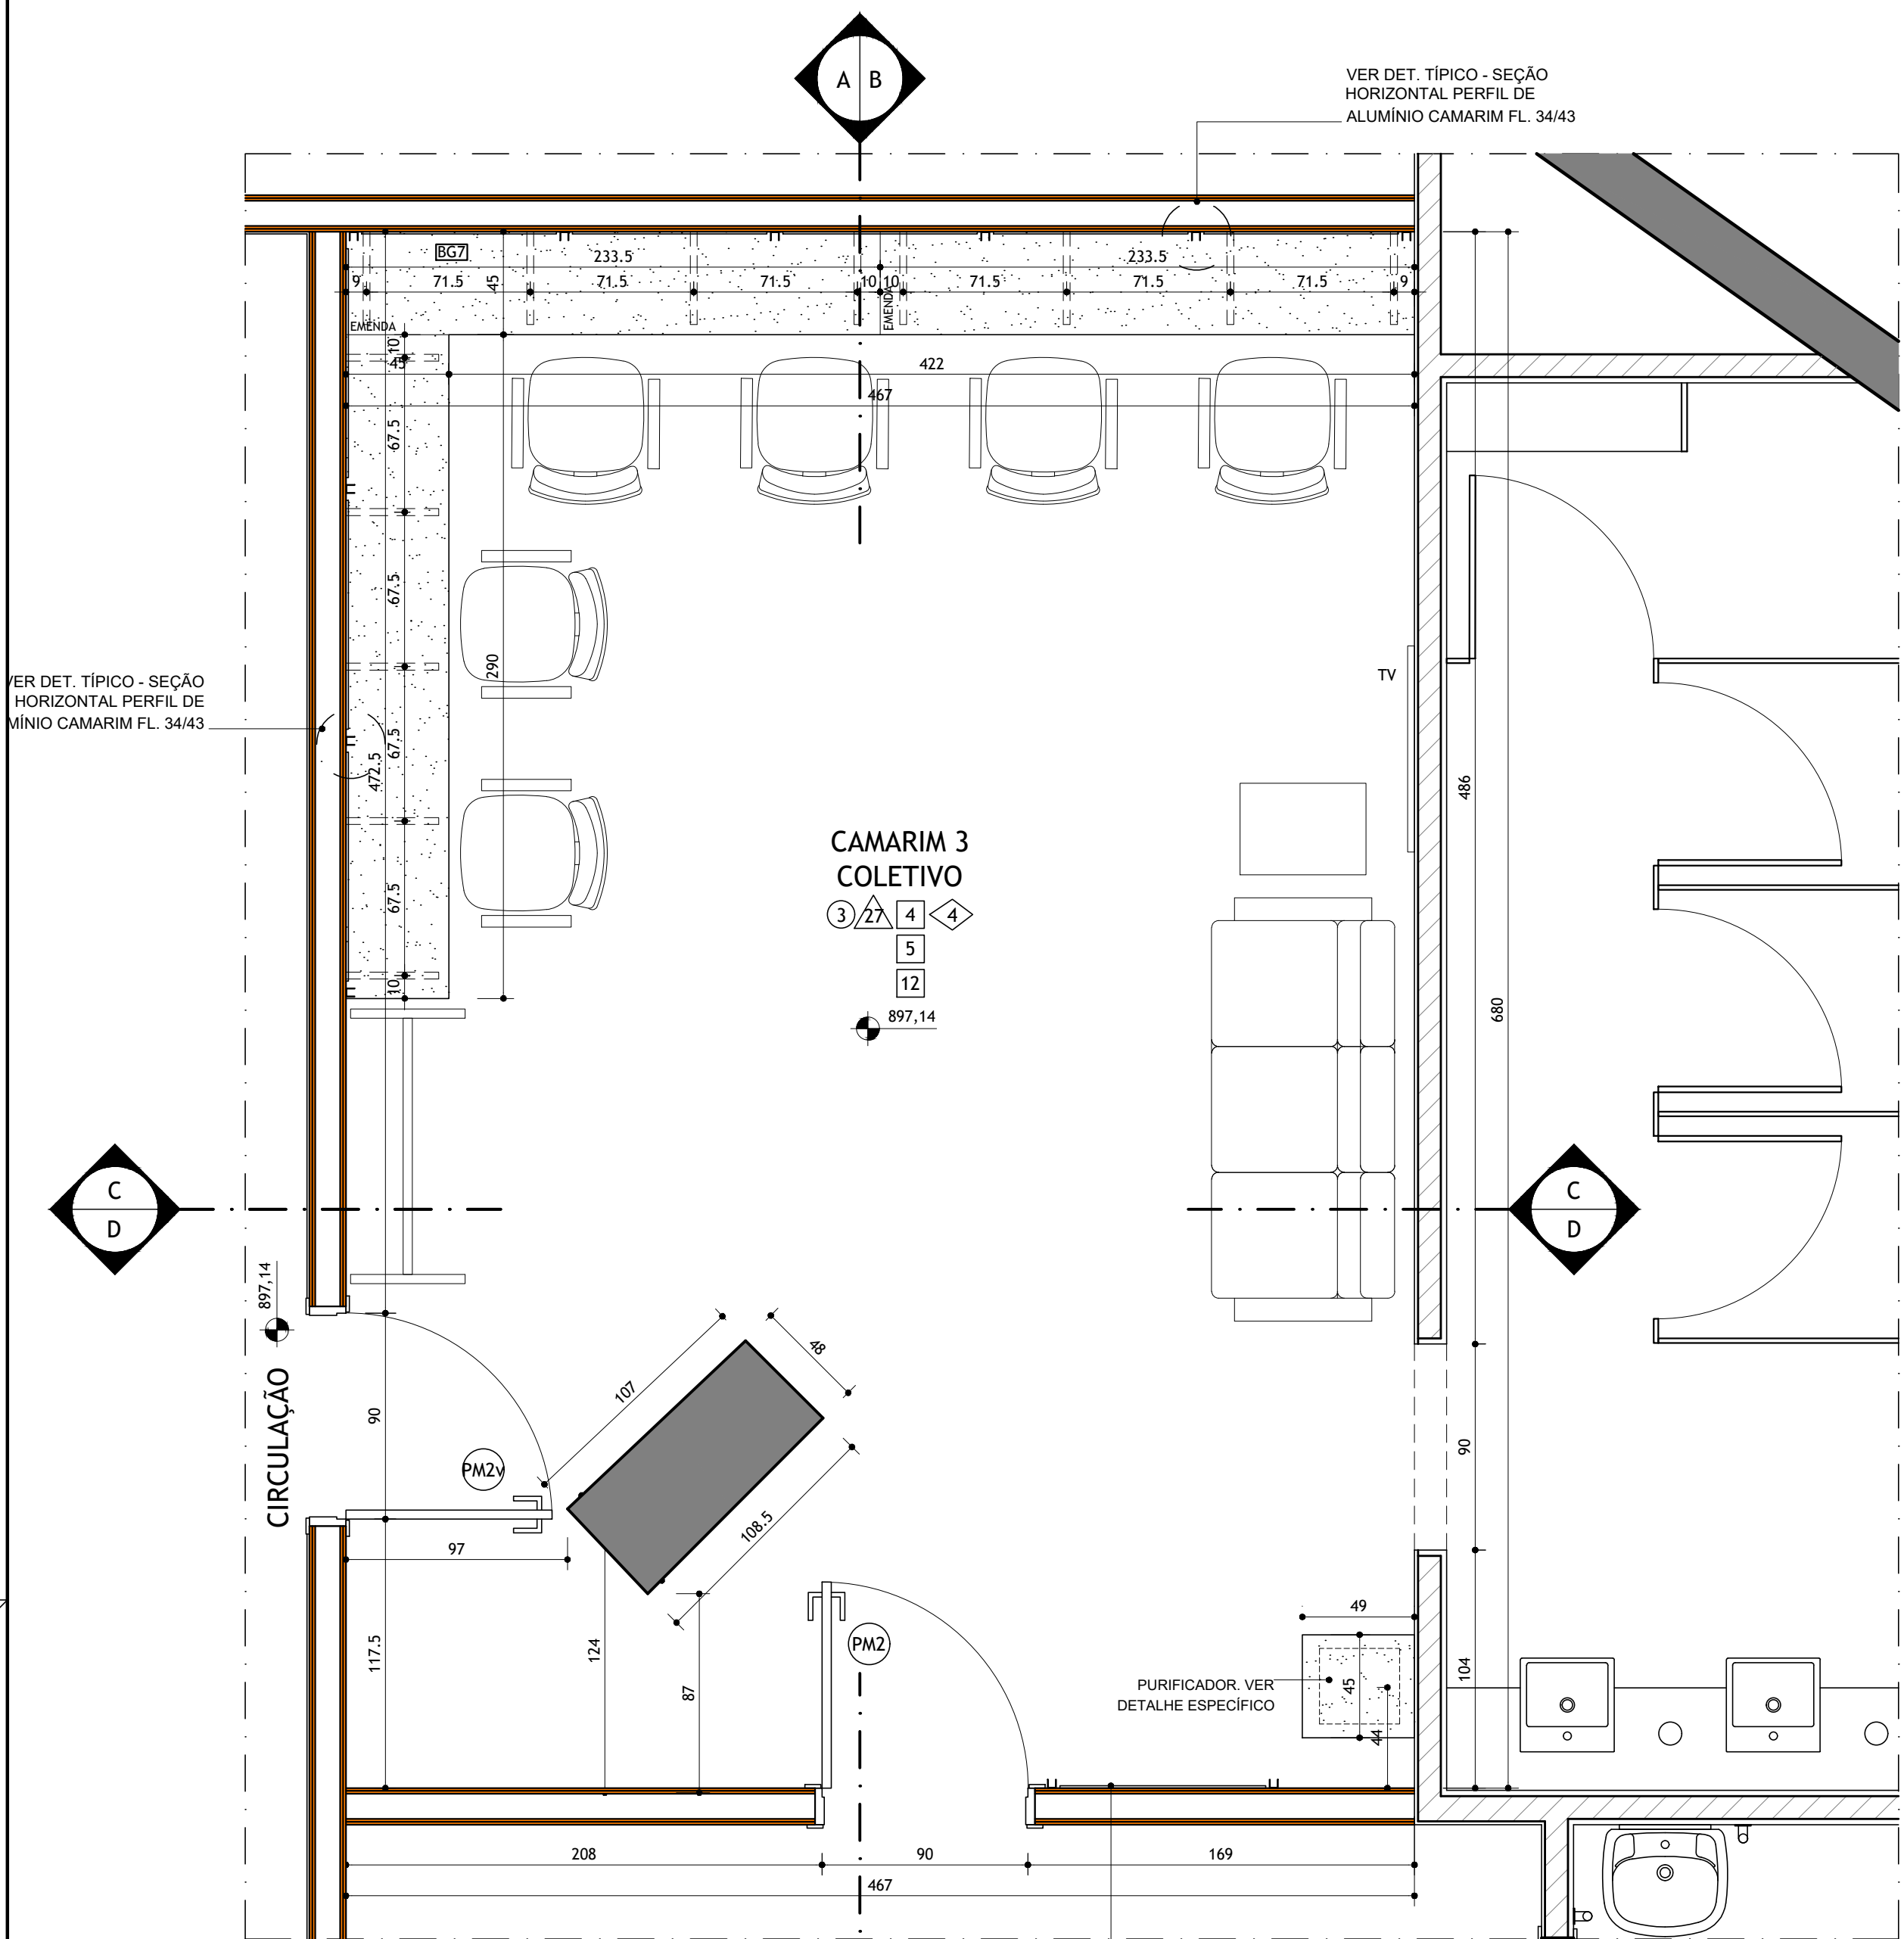 A B
VER DET. TÍPICO - SEÇÃO
HORIZONTAL PERFIL DE
ALUMÍNIO CAMARIM FL. 34/43
BG7
233.5
233.5
9
71.5
45
71.5
71.5
10
10
71.5
71.5
71.5
9
EMENDA
EMENDA
10
45
422
467
67.5
67.5
290
VER DET. TÍPICO - SEÇÃO
HORIZONTAL PERFIL DE
MÍNIO CAMARIM FL. 34/43
TV
67.5
472.5
486
CAMARIM 3
COLETIVO
67.5
3 27 4 4
5
12
10
897,14
680
C
D
C
D
897,14
CIRCULAÇÃO
48
107
90
90
PM2v
108.5
97
49
117.5
124
PM2
87
PURIFICADOR. VER
DETALHE ESPECÍFICO
45
104
44
208
90
169
467